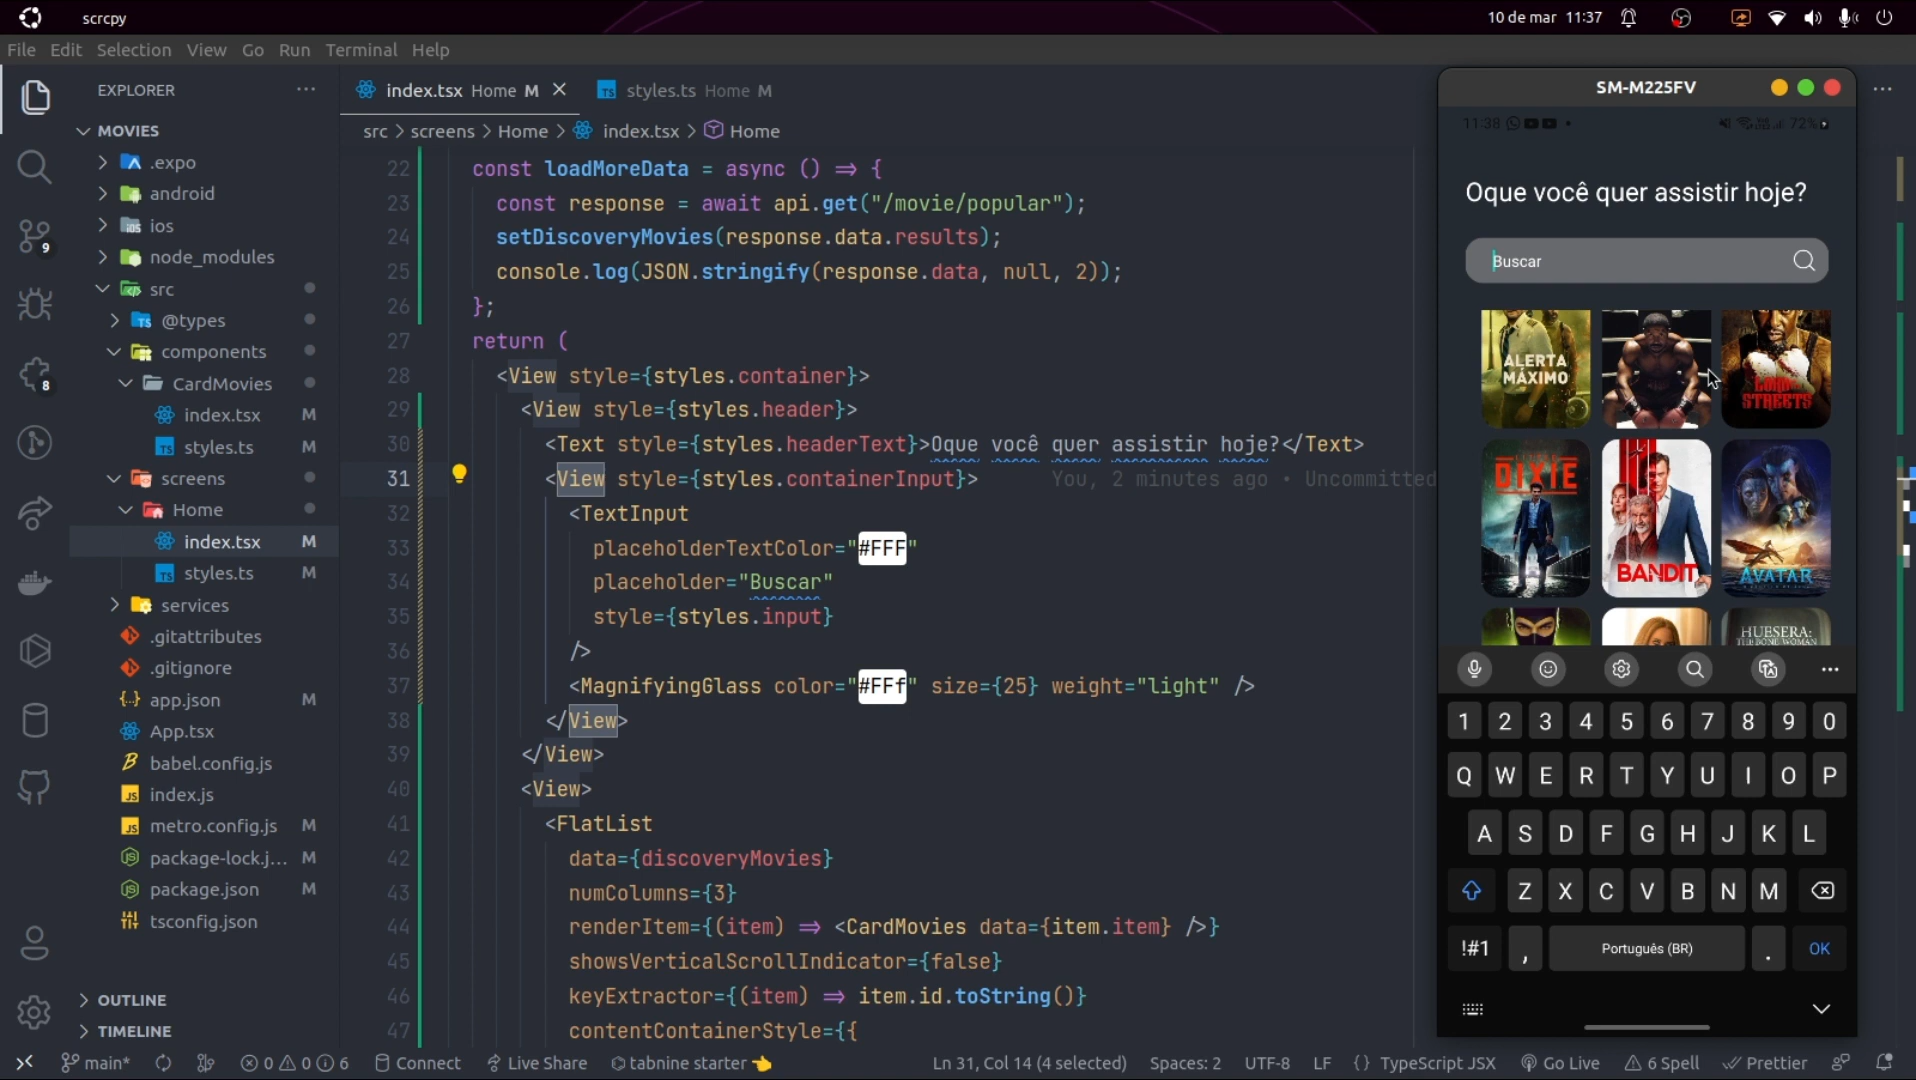 scrcpy
10 de mar 11:37
File Edit Selection View Go Run Terminal Help
EXPLORER
index.tsx Home M
styles.ts Home M
src > screens > Home > index.tsx > Home
MOVIES
.expo
android
ios
node_modules
src
@types
components
CardMovies
index.tsx M
styles.ts M
screens
Home
index.tsx M
styles.ts M
services
.gitattributes
.gitignore
app.json M
App.tsx
babel.config.js
index.js
metro.config.js M
package-lock.j... M
package.json M
tsconfig.json
OUTLINE
TIMELINE
9
8
22 const loadMoreData = async () => {
23 const response = await api.get("/movie/popular");
24 setDiscoveryMovies(response.data.results);
25 console.log(JSON.stringify(response.data, null, 2));
26 };
27 return (
28 <View style={styles.container}>
29 <View style={styles.header}>
30 <Text style={styles.headerText}>Oque você quer assistir hoje?</Text>
31 <View style={styles.containerInput}> You, 2 minutes ago • Uncommitted
32 <TextInput
33 placeholderTextColor="#FFF"
34 placeholder="Buscar"
35 style={styles.input}
36 />
37 <MagnifyingGlass color="#FFf" size={25} weight="light" />
38 </View>
39 </View>
40 <View>
41 <FlatList
42 data={discoveryMovies}
43 numColumns={3}
44 renderItem={(item) => <CardMovies data={item.item} />}
45 showsVerticalScrollIndicator={false}
46 keyExtractor={(item) => item.id.toString()}
47 contentContainerStyle={{
SM-M225FV
11:38
72%
Oque você quer assistir hoje?
Buscar
ALERTA
MÁXIMO
STREETS
DIXIE
BANDIT
AVATAR
HUBSERA:
THE BONE WOMAN
1 2 3 4 5 6 7 8 9 0
Q W E R T Y U I O P
A S D F G H J K L
Z X C V B N M
!#1 , Português (BR) . OK
main* 0 0 6 Connect Live Share tabnine starter Ln 31, Col 14 (4 selected) Spaces: 2 UTF-8 LF {} TypeScript JSX Go Live 6 Spell Prettier